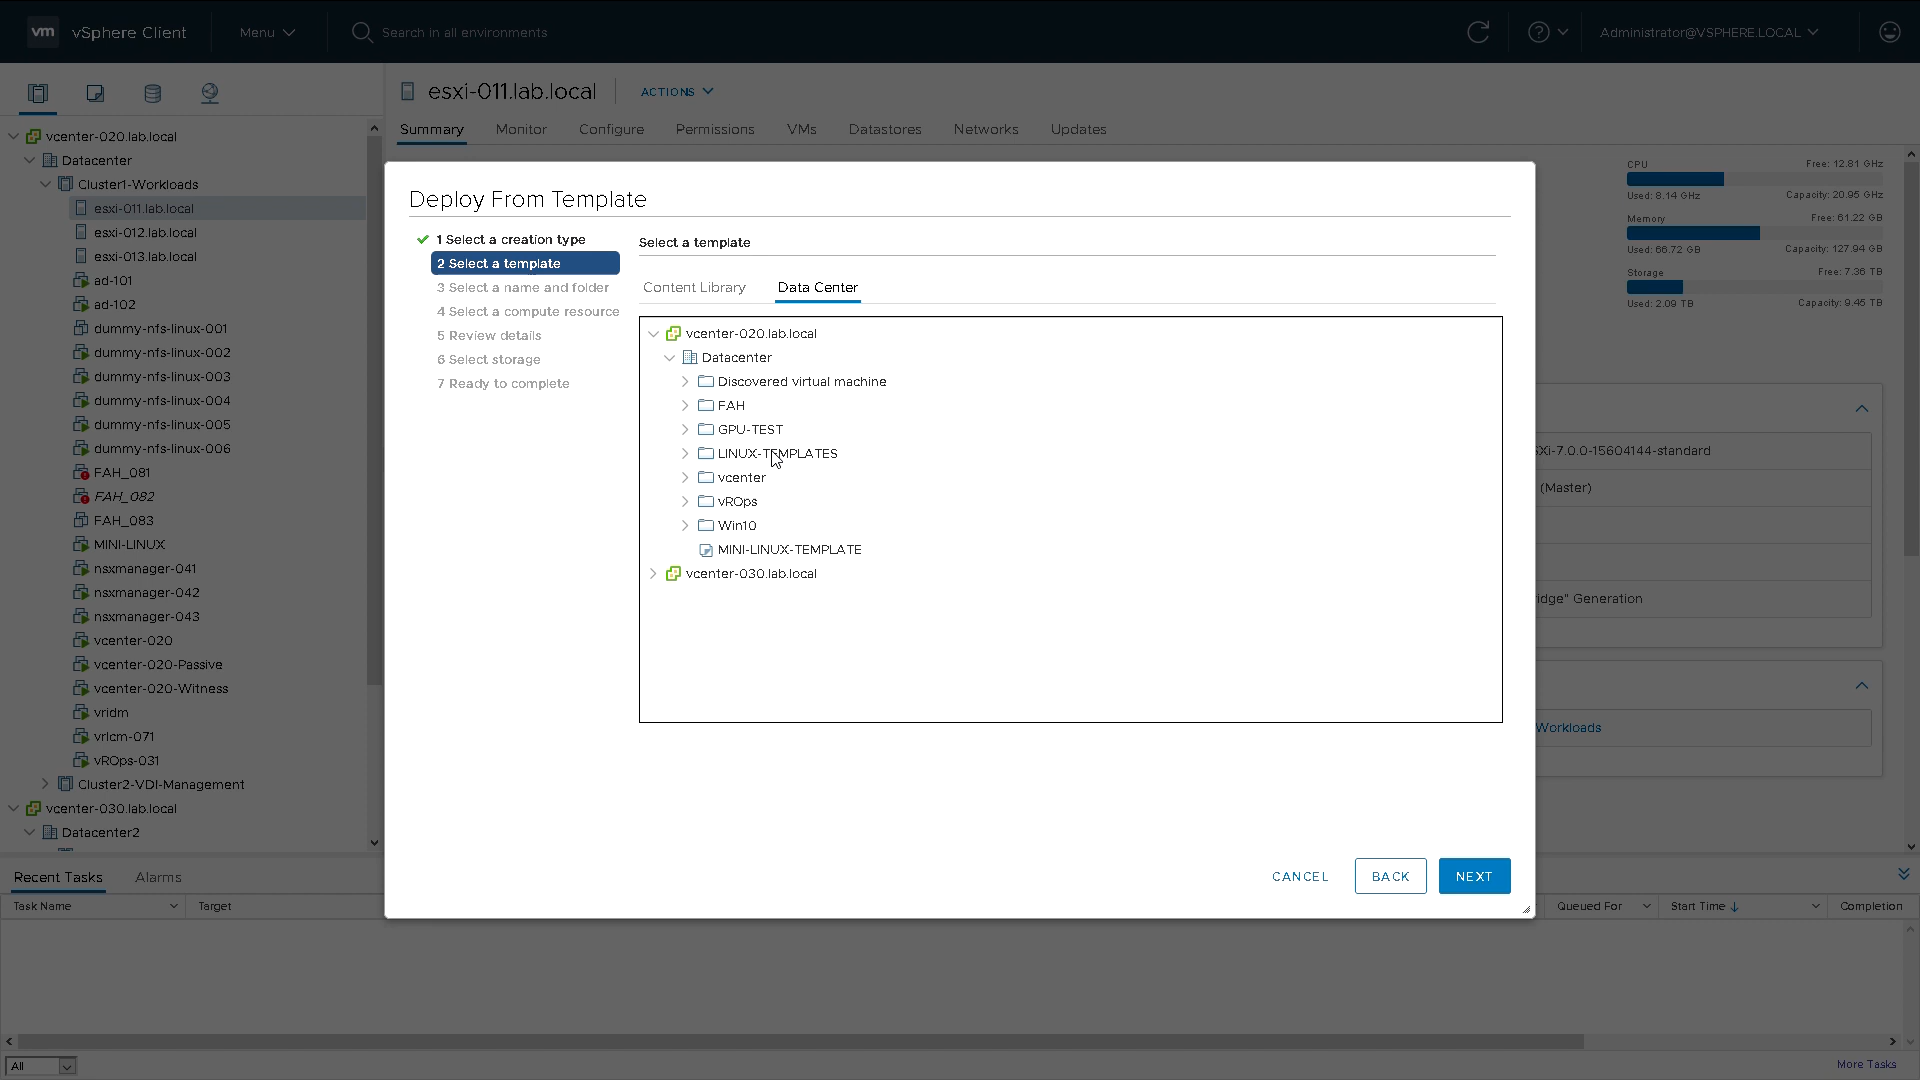 vm vSphere Client Menu Search in all environments Administrator@VSPHERE.LOCAL
esxi-011.lab.local ACTIONS
Summary Monitor Configure Permissions VMs Datastores Networks Updates
vcenter-020.lab.local
Datacenter
Cluster1-Workloads
esxi-011.lab.local
esxi-012.lab.local
esxi-013.lab.local
ad-101
ad-102
dummy-nfs-linux-001
dummy-nfs-linux-002
dummy-nfs-linux-003
dummy-nfs-linux-004
dummy-nfs-linux-005
dummy-nfs-linux-006
FAH_081
FAH_082
FAH_083
MINI-LINUX
nsxmanager-041
nsxmanager-042
nsxmanager-043
vcenter-020
vcenter-020-Passive
vcenter-020-Witness
vridm
vrlcm-071
vROps-031
Cluster2-VDI-Management
vcenter-030.lab.local
Datacenter2
Deploy From Template
1 Select a creation type
2 Select a template
3 Select a name and folder
4 Select a compute resource
5 Review details
6 Select storage
7 Ready to complete
Select a template
Content Library Data Center
vcenter-020.lab.local
Datacenter
Discovered virtual machine
FAH
GPU-TEST
LINUX-TEMPLATES
vcenter
vROps
Win10
MINI-LINUX-TEMPLATE
vcenter-030.lab.local
CANCEL BACK NEXT
CPU Free: 12.81 GHz
Used: 8.14 GHz Capacity: 20.95 GHz
Memory Free: 61.22 GB
Used: 66.72 GB Capacity: 127.94 GB
Storage Free: 7.36 TB
Used: 2.09 TB Capacity: 9.45 TB
SXi-7.0.0-15604144-standard
(Master)
idge" Generation
Workloads
Recent Tasks Alarms
Task Name Target Queued For Start Time Completion
All More Tasks